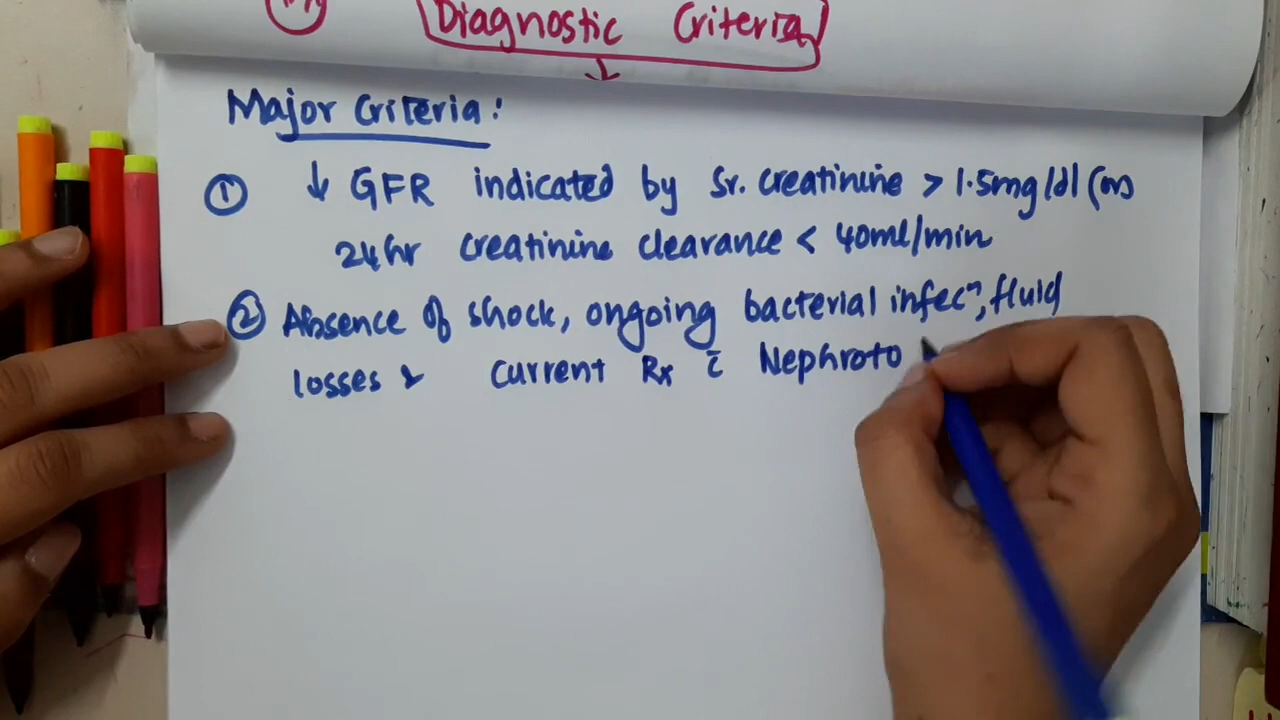 Diagnostic Criteria
Major Criteria:
① ↓ GFR indicated by Sr. creatinine > 1.5mg/dl (or)
24hr creatinine clearance < 40ml/min
② Absence of shock, ongoing bacterial infecⁿ, fluid
losses & current Rx c̄ Nephroto